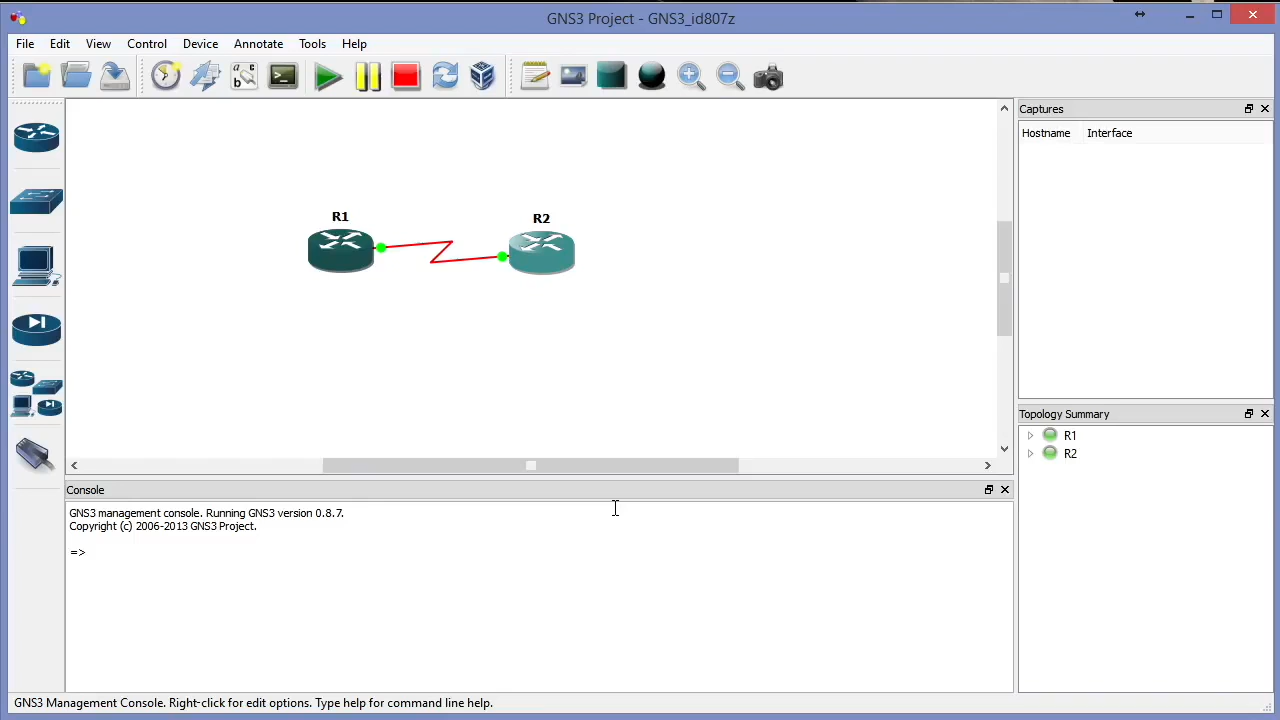 GNS3 Project - GNS3_id807z
File Edit View Control Device Annotate Tools Help
R1
R2
Captures
Hostname Interface
Topology Summary
R1
R2
Console
GNS3 management console. Running GNS3 version 0.8.7.
Copyright (c) 2006-2013 GNS3 Project.
=>
GNS3 Management Console. Right-click for edit options. Type help for command line help.